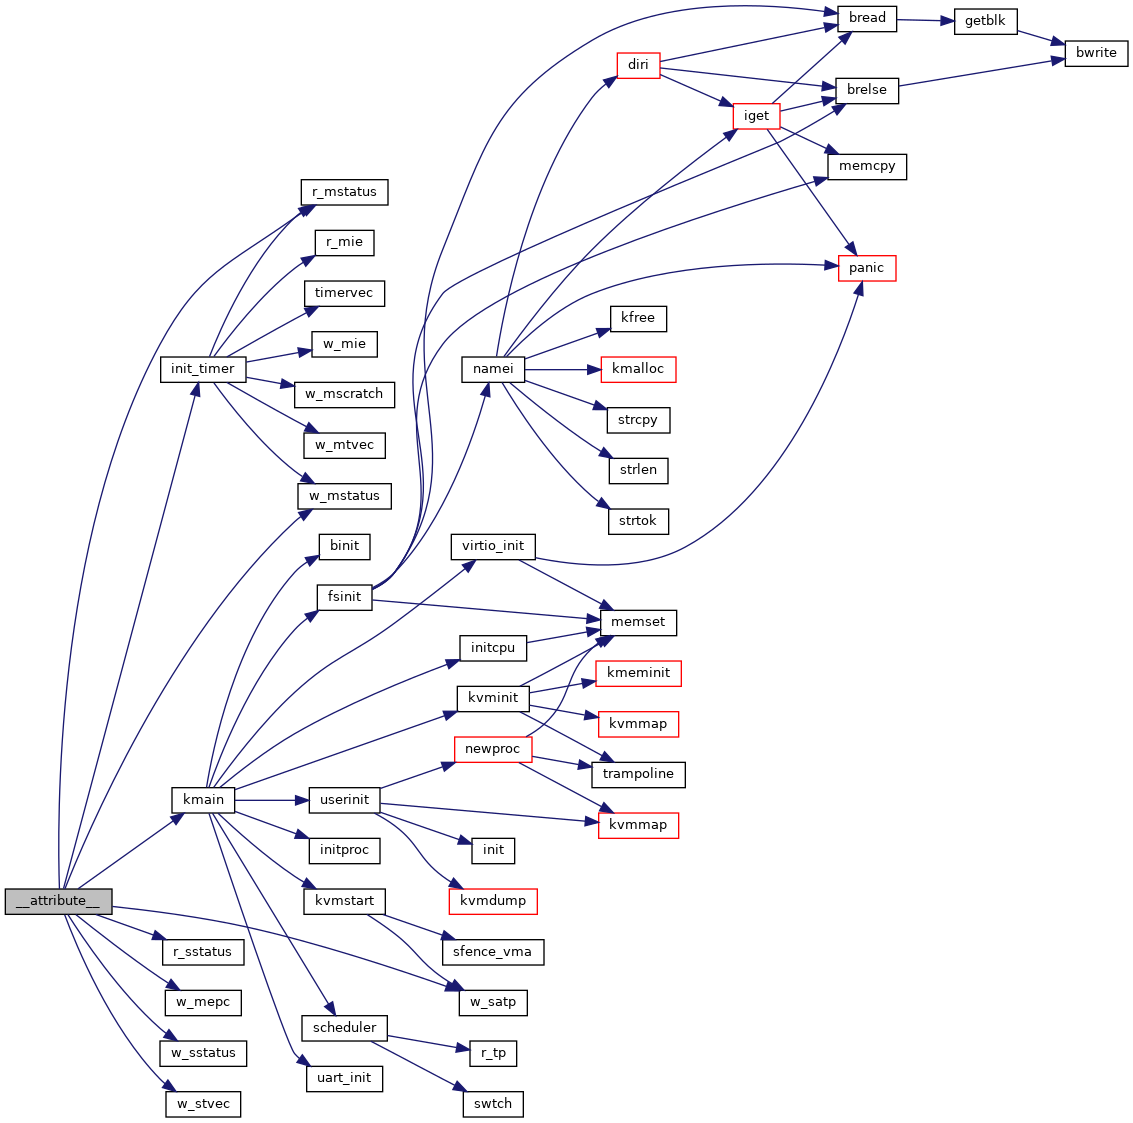 bread
getblk
bwrite
diri
brelse
iget
memcpy
r_mstatus
r_mie
panic
timervec
kfree
w_mie
init_timer
namei
kmalloc
w_mscratch
strcpy
w_mtvec
strlen
w_mstatus
strtok
binit
virtio_init
fsinit
memset
initcpu
kmeminit
kvminit
kvmmap
newproc
trampoline
kmain
userinit
kvmmap
initproc
init
__attribute__
kvmstart
kvmdump
r_sstatus
sfence_vma
w_mepc
w_satp
scheduler
w_sstatus
r_tp
uart_init
w_stvec
swtch